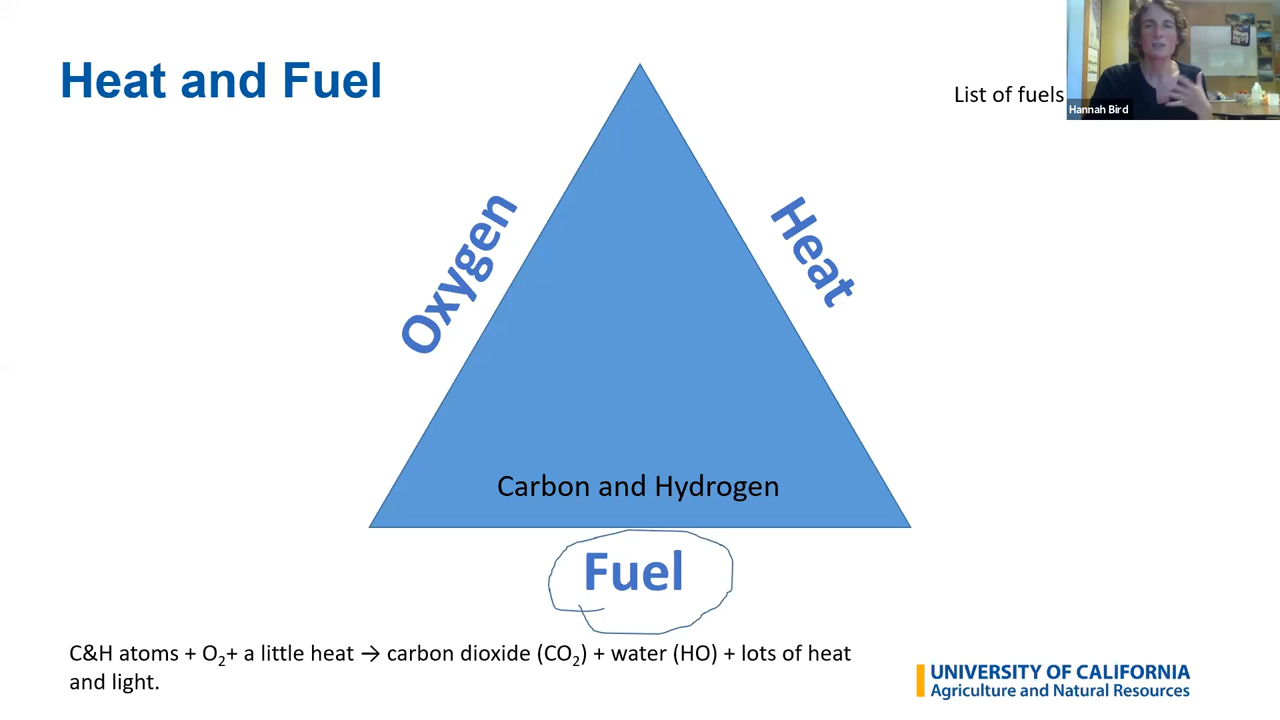 Heat and Fuel
List of fuels
Hannah Bird
Oxygen
Heat
Carbon and Hydrogen
Fuel
C&H atoms + O2+ a little heat → carbon dioxide (CO2) + water (HO) + lots of heat
and light.
UNIVERSITY OF CALIFORNIA
Agriculture and Natural Resources